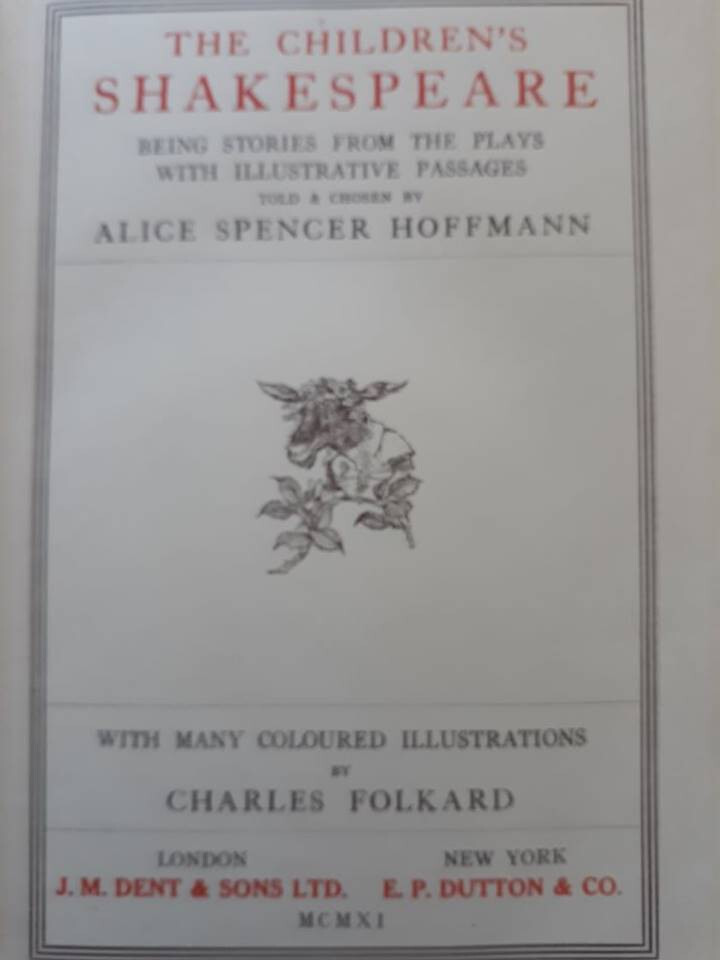 THE CHILDREN'S
SHAKESPEARE
BEING STORIES FROM THE PLAYS
WITH ILLUSTRATIVE PASSAGES
TOLD & CHOSEN BY
ALICE SPENCER HOFFMANN
WITH MANY COLOURED ILLUSTRATIONS
BY
CHARLES FOLKARD
LONDON NEW YORK
J. M. DENT & SONS LTD. E. P. DUTTON & CO.
MCMXI